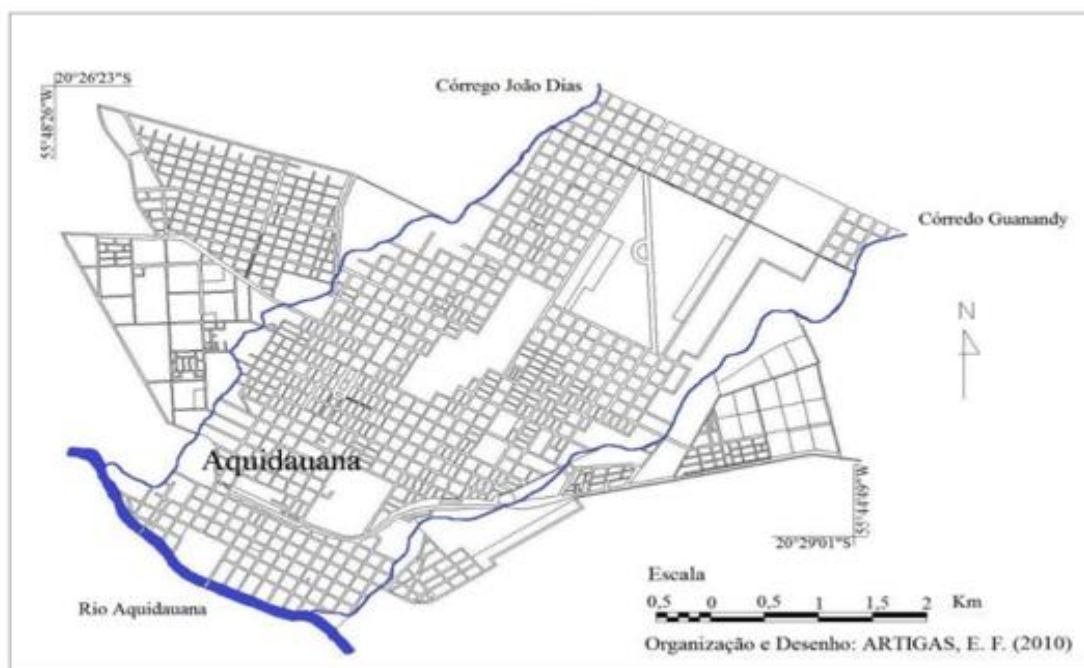 20°26'23"S
55°48'26"W
Córrego João Dias
Córredo Guanandy
N
Aquidauana
55°44'49"W
20°29'01"S
Rio Aquidauana
Escala
0,5 0 0,5 1 1,5 2 Km
Organização e Desenho: ARTIGAS, E. F. (2010)